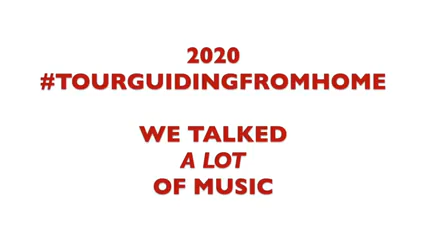 2020
#TOURGUIDINGFROMHOME
WE TALKED
A LOT
OF MUSIC